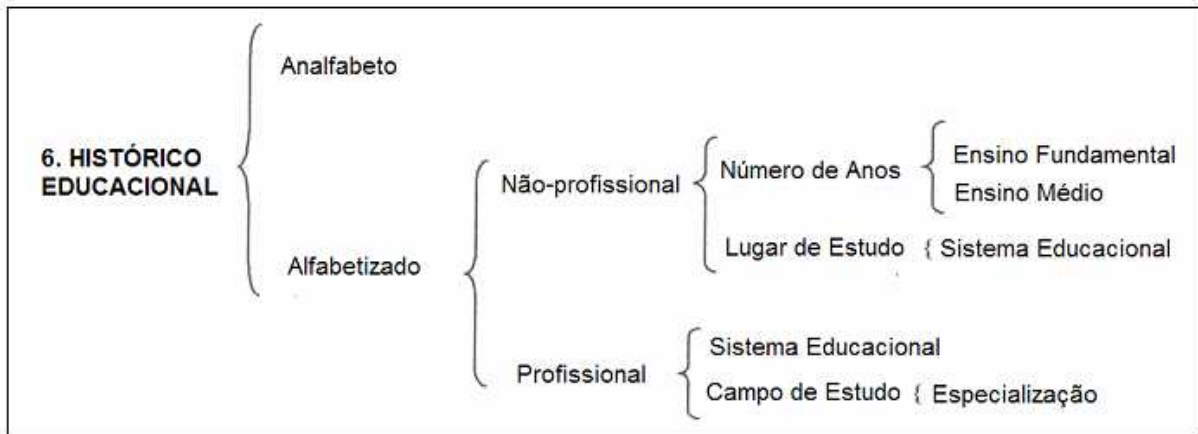 Analfabeto
6. HISTÓRICO
EDUCACIONAL
Não-profissional
Número de Anos
Ensino Fundamental
Ensino Médio
Lugar de Estudo { Sistema Educacional
Alfabetizado
Profissional
Sistema Educacional
Campo de Estudo { Especialização